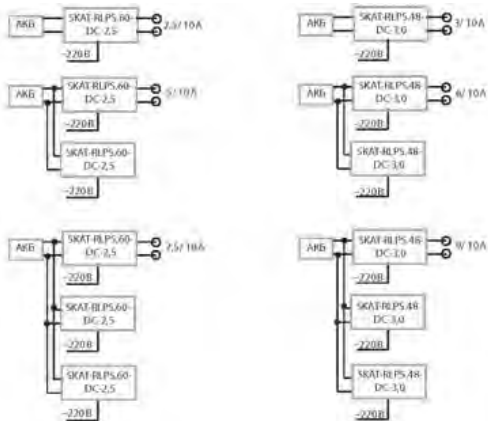 АКБ
SKAT-RLPS.60-
DC-2,5
2,5/10А
~220В
АКБ
SKAT-RLPS.60-
DC-2,5
5/10А
~220В
SKAT-RLPS.60-
DC-2,5
~220В
АКБ
SKAT-RLPS.60-
DC-2,5
7,5/10А
~220В
SKAT-RLPS.60-
DC-2,5
~220В
SKAT-RLPS.60-
DC-2,5
~220В
АКБ
SKAT-RLPS.48-
DC-3,0
3/10А
~220В
АКБ
SKAT-RLPS.48-
DC-3,0
6/10А
~220В
SKAT-RLPS.48-
DC-3,0
~220В
АКБ
SKAT-RLPS.48-
DC-3,0
9/10А
~220В
SKAT-RLPS.48-
DC-3,0
~220В
SKAT-RLPS.48-
DC-3,0
~220В